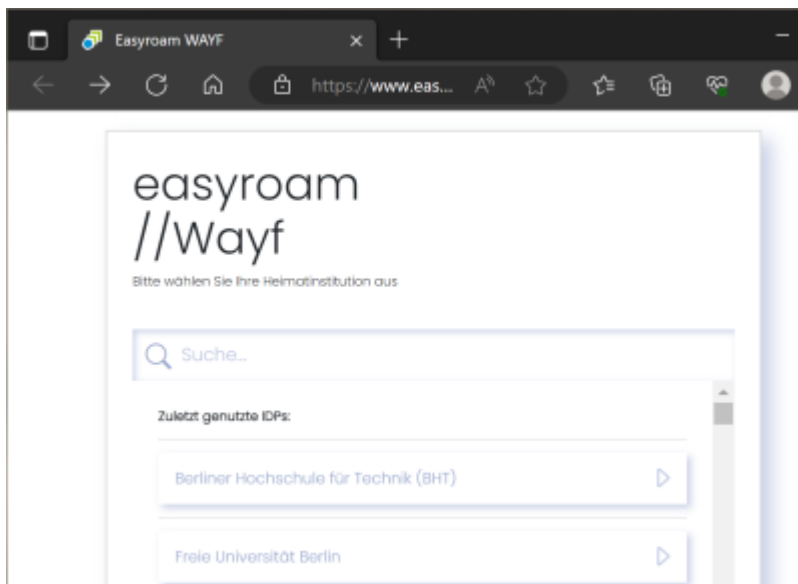 Easyroam WAYF
https://www.eas...
easyroam
//Wayf
Bitte wählen Sie Ihre Heimatinstitution aus
Suche...
Zuletzt genutzte IDPs:
Berliner Hochschule für Technik (BHT)
Freie Universität Berlin